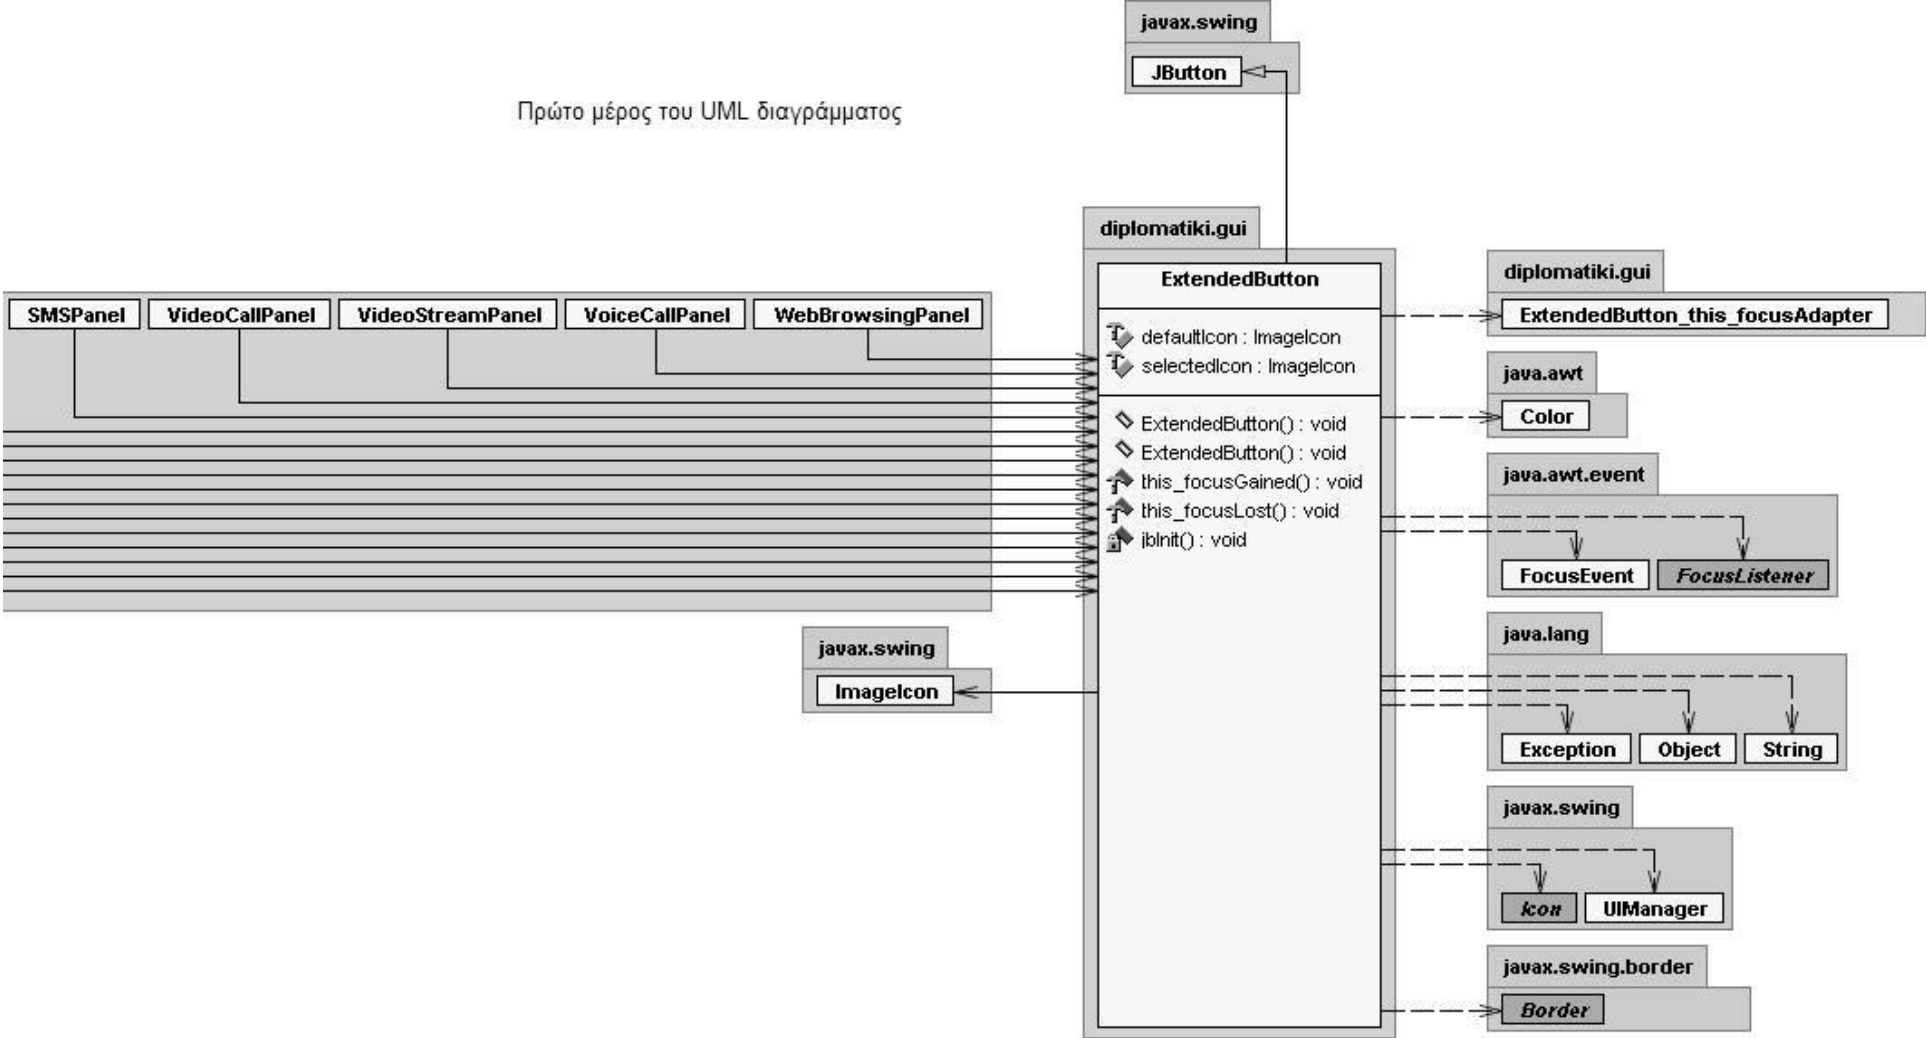 javax.swing
JButton
Πρώτο μέρος του UML διαγράμματος
diplomatiki.gui
ExtendedButton
defaultIcon : ImageIcon
selectedIcon : ImageIcon
ExtendedButton() : void
ExtendedButton() : void
this_focusGained() : void
this_focusLost() : void
jbInit() : void
SMSPanel VideoCallPanel VideoStreamPanel VoiceCallPanel WebBrowsingPanel
javax.swing
ImageIcon
diplomatiki.gui
ExtendedButton_this_focusAdapter
java.awt
Color
java.awt.event
FocusEvent FocusListener
java.lang
Exception Object String
javax.swing
Icon UIManager
javax.swing.border
Border